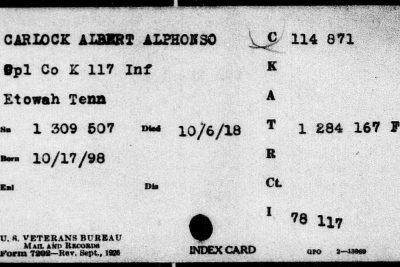 CARLOCK ALBERT ALPHONSO C 114 871
Cpl Co K 117 Inf K
Etowah Tenn A
Sn 1 309 507 Died 10/6/18 T 1 284 167 F
Born 10/17/98 R
Enl Dis Ct.
I 78 117
U. S. VETERANS BUREAU
MAIL AND RECORDS
Form 7202—Rev. Sept., 1926 INDEX CARD GPO 2—13069